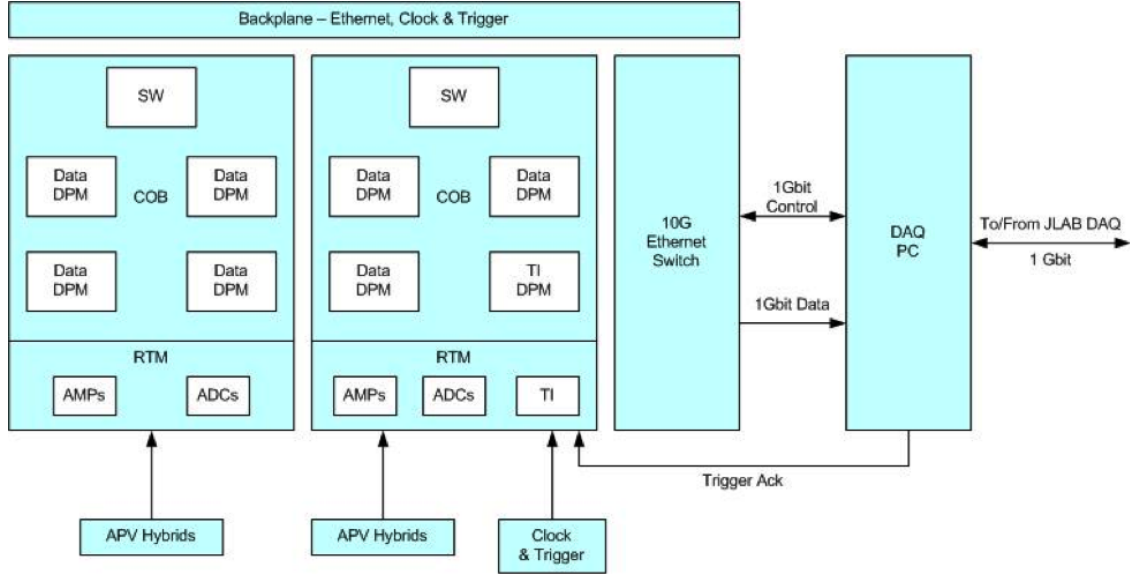 Backplane – Ethernet, Clock & Trigger
SW
Data
DPM
Data
DPM
COB
Data
DPM
Data
DPM
RTM
AMPs
ADCs
APV Hybrids
SW
Data
DPM
Data
DPM
COB
Data
DPM
TI
DPM
RTM
AMPs
ADCs
TI
APV Hybrids
Clock
& Trigger
10G
Ethernet
Switch
1Gbit
Control
1Gbit Data
DAQ
PC
To/From JLAB DAQ
1 Gbit
Trigger Ack